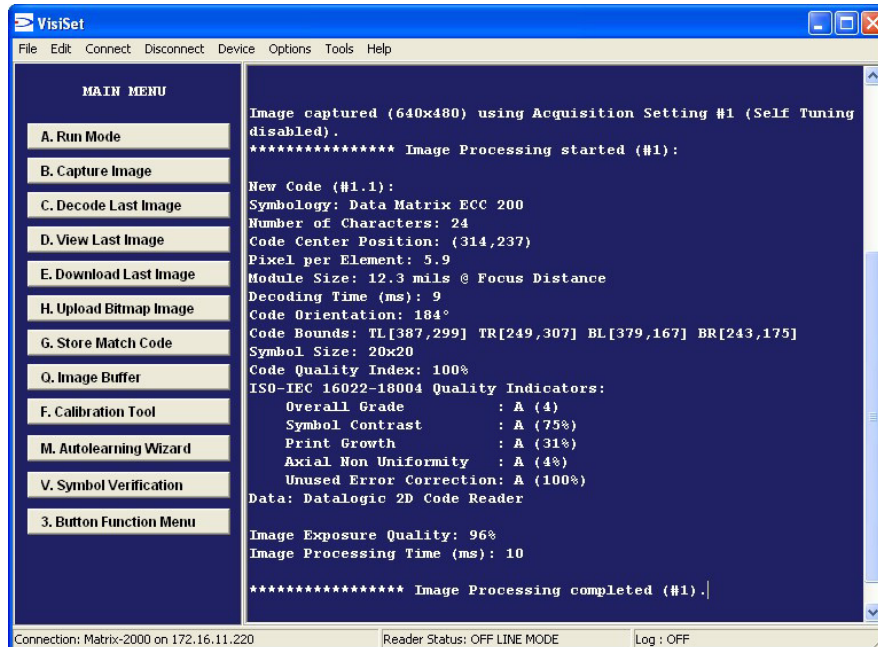 VisiSet
File Edit Connect Disconnect Device Options Tools Help
MAIN MENU
A. Run Mode
B. Capture Image
C. Decode Last Image
D. View Last Image
E. Download Last Image
H. Upload Bitmap Image
G. Store Match Code
Q. Image Buffer
F. Calibration Tool
M. Autolearning Wizard
V. Symbol Verification
3. Button Function Menu
Image captured (640x480) using Acquisition Setting #1 (Self Tuning
disabled).
**************** Image Processing started (#1):
New Code (#1.1):
Symbology: Data Matrix ECC 200
Number of Characters: 24
Code Center Position: (314,237)
Pixel per Element: 5.9
Module Size: 12.3 mils @ Focus Distance
Decoding Time (ms): 9
Code Orientation: 184°
Code Bounds: TL[387,299] TR[249,307] BL[379,167] BR[243,175]
Symbol Size: 20x20
Code Quality Index: 100%
ISO-IEC 16022-18004 Quality Indicators:
Overall Grade : A (4)
Symbol Contrast : A (75%)
Print Growth : A (31%)
Axial Non Uniformity : A (4%)
Unused Error Correction: A (100%)
Data: Datalogic 2D Code Reader
Image Exposure Quality: 96%
Image Processing Time (ms): 10
***************** Image Processing completed (#1).
Connection: Matrix-2000 on 172.16.11.220 Reader Status: OFF LINE MODE Log : OFF